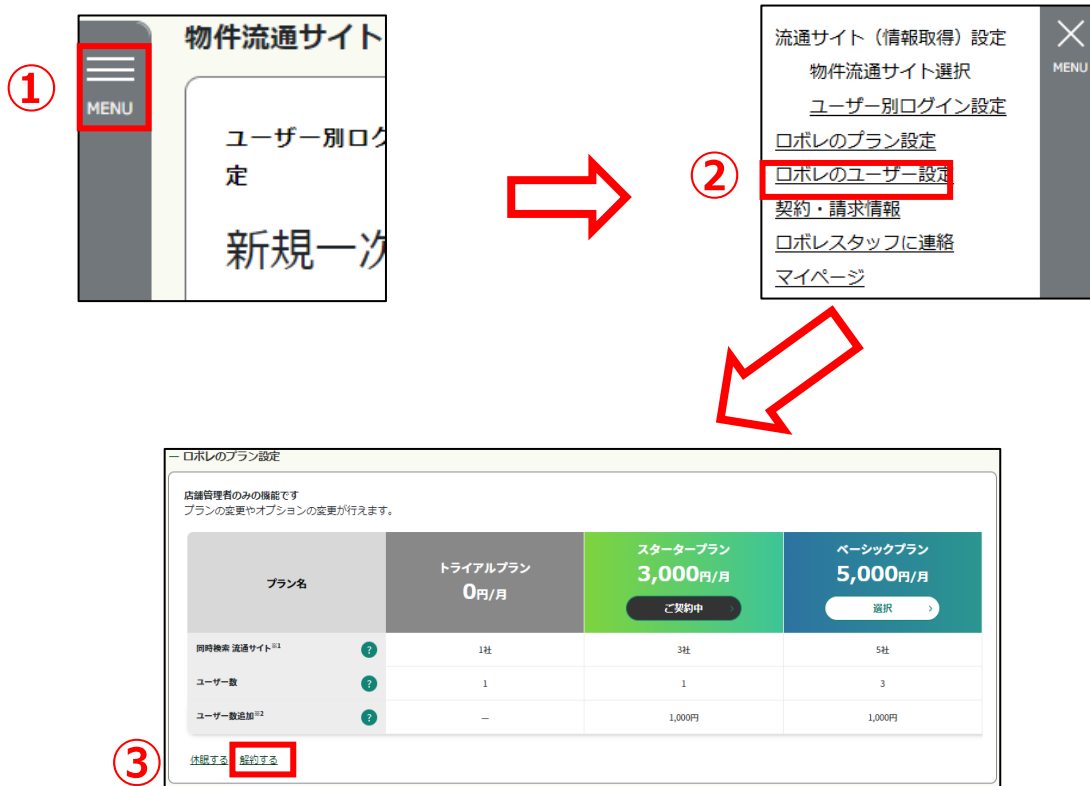 ①
MENU
物件流通サイト
ユーザー別ログ
定
新規一次
②
流通サイト（情報取得）設定
物件流通サイト選択
ユーザー別ログイン設定
ロボレのプラン設定
ロボレのユーザー設定
契約・請求情報
ロボレスタッフに連絡
マイページ
MENU
― ロボレのプラン設定
店舗管理者のみの機能です
プランの変更やオプションの変更が行えます。
プラン名
トライアルプラン
0円/月
スタータープラン
3,000円/月
ご契約中
ベーシックプラン
5,000円/月
選択
同時検索 流通サイト※1 ? 1社 3社 5社
ユーザー数 ? 1 1 3
ユーザー数追加※2 ? ― 1,000円 1,000円
③
休眠する 解約する